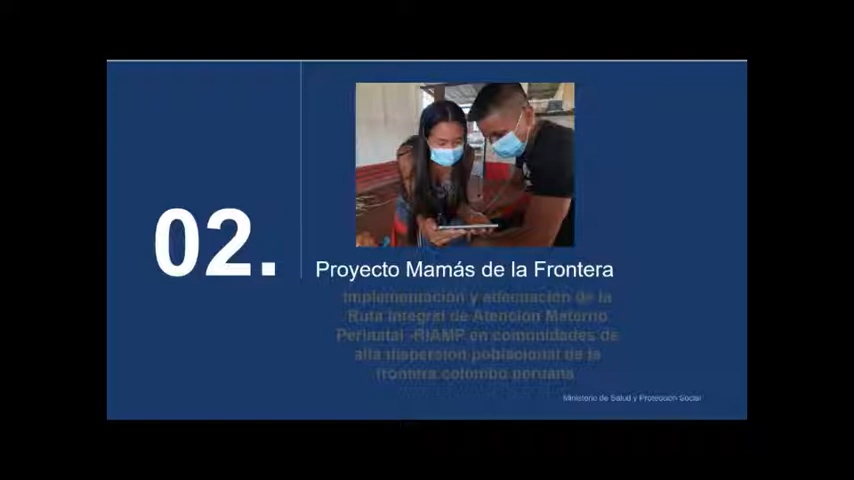 02.
Proyecto Mamás de la Frontera
Implementación y adecuación de la
Ruta Integral de Atención Materno
Perinatal -RIAMP en comunidades de
alta dispersión poblacional de la
frontera colombo peruana
Ministerio de Salud y Protección Social